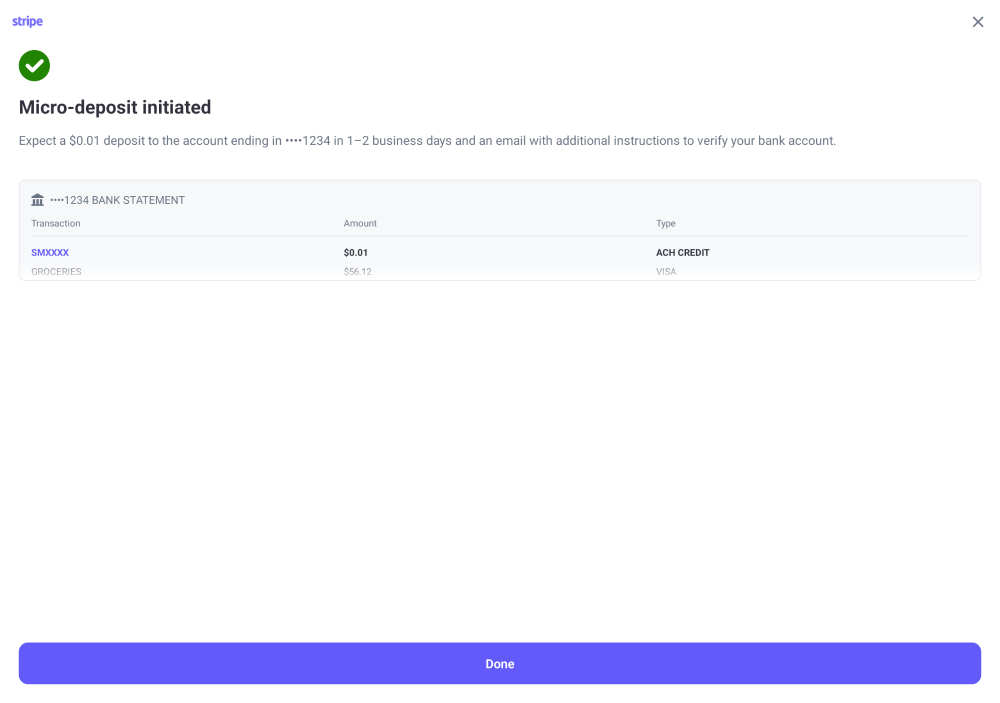 stripe
Micro-deposit initiated
Expect a $0.01 deposit to the account ending in ••••1234 in 1–2 business days and an email with additional instructions to verify your bank account.
••••1234 BANK STATEMENT
Transaction Amount Type
SMXXXX $0.01 ACH CREDIT
GROCERIES $56.12 VISA
Done